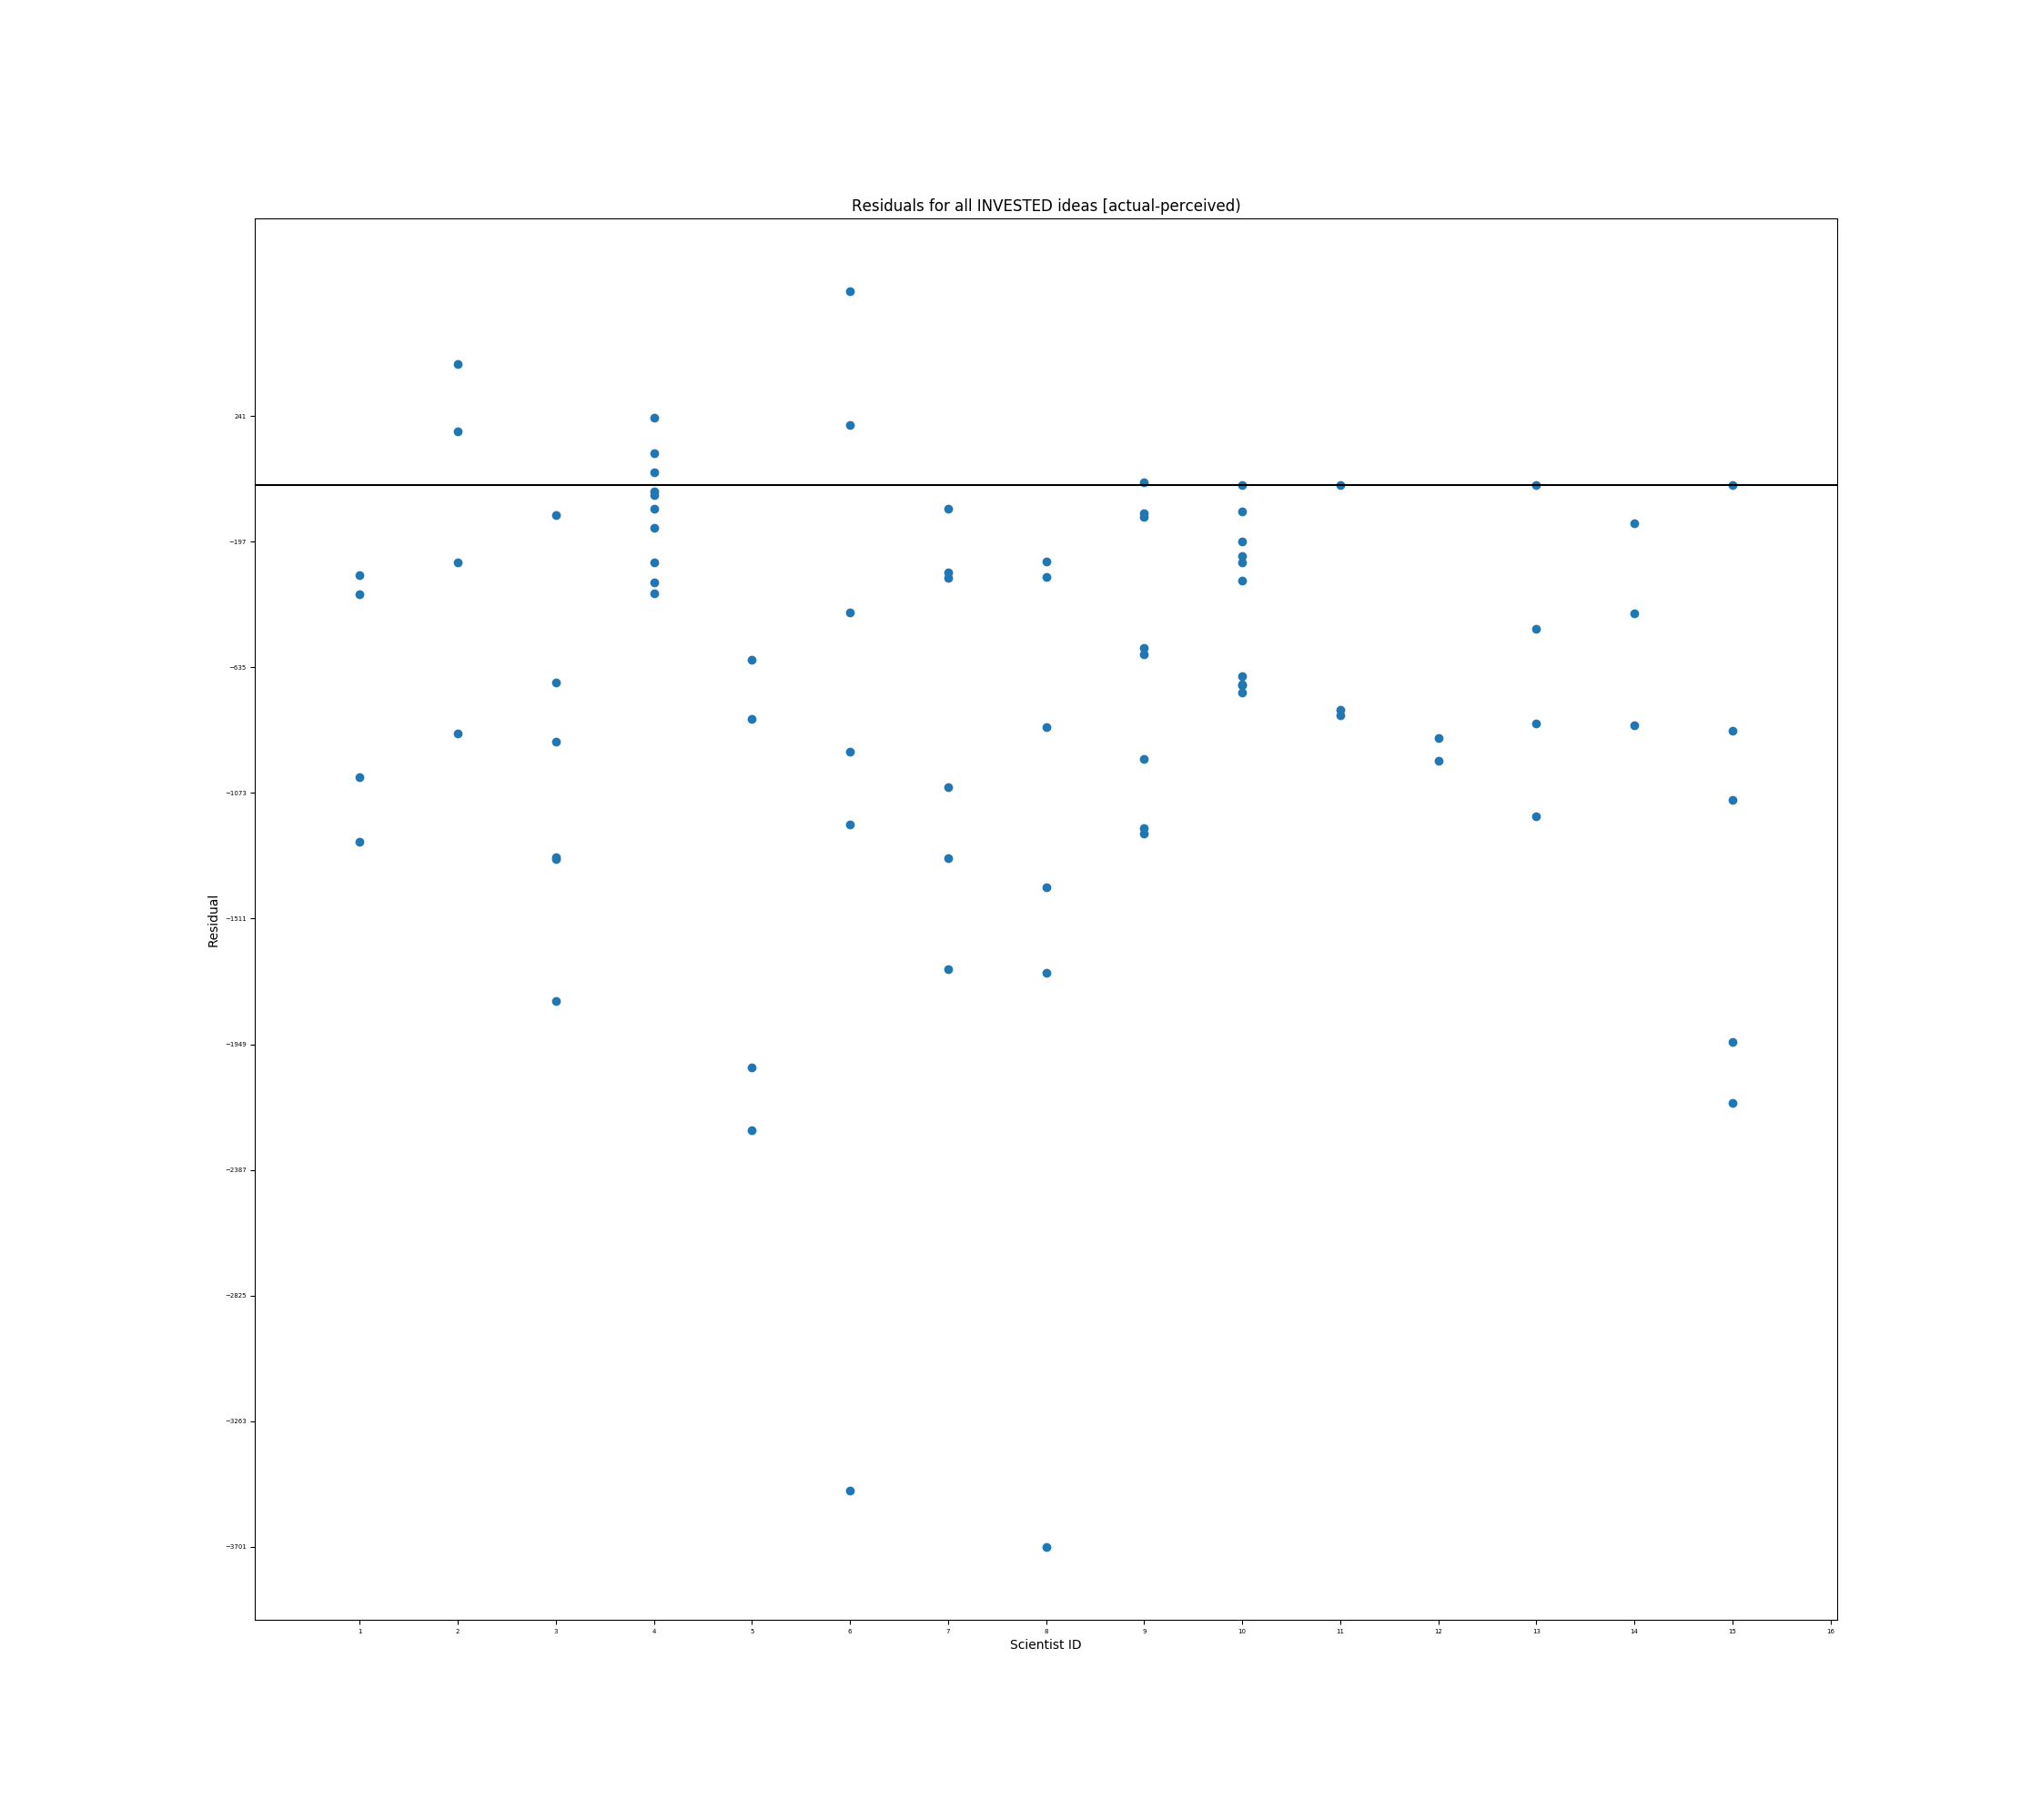 Residuals for all INVESTED ideas [actual-perceived)
241
−197
−635
−1073
−1511
−1949
−2387
−2825
−3263
−3701
Residual
1 2 3 4 5 6 7 8 9 10 11 12 13 14 15 16
Scientist ID